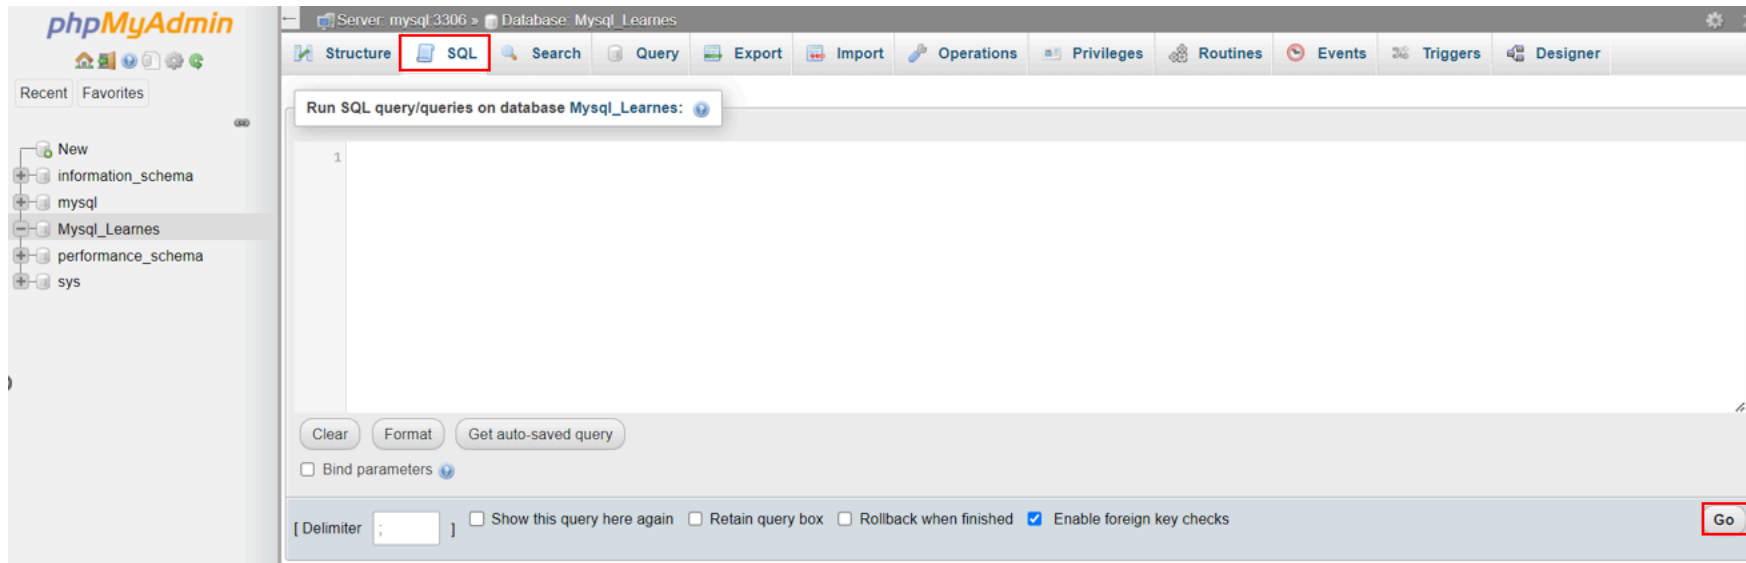 phpMyAdmin
Recent Favorites
New
information_schema
mysql
Mysql_Learnes
performance_schema
sys
Server: mysql:3306 » Database: Mysql_Learnes
Structure SQL Search Query Export Import Operations Privileges Routines Events Triggers Designer
Run SQL query/queries on database Mysql_Learnes:
1
Clear Format Get auto-saved query
Bind parameters
[ Delimiter ; ] Show this query here again Retain query box Rollback when finished Enable foreign key checks Go